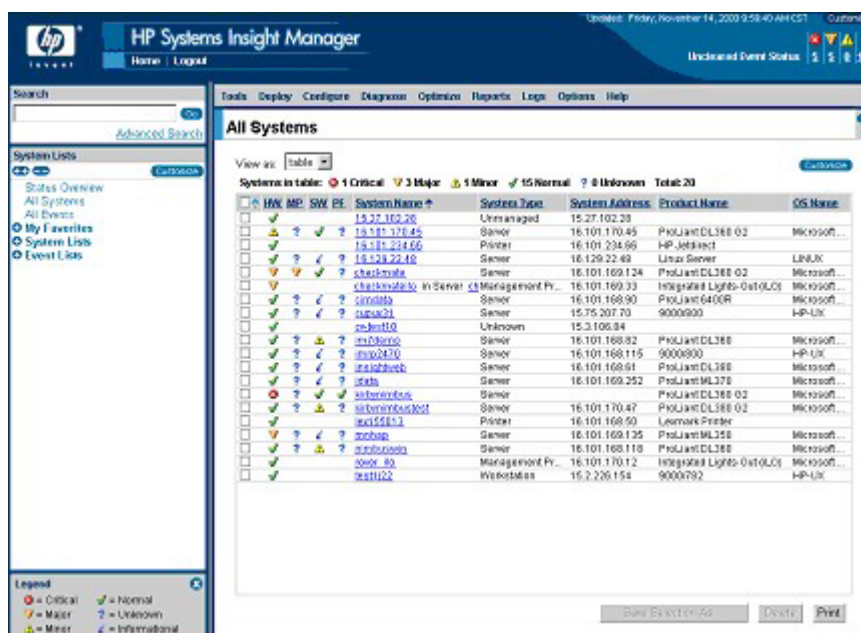 Updated: Friday, November 14, 2003 9:59:40 AM CST
hp
invent
HP Systems Insight Manager
Home | Logout
Uncleared Event Status
Search
Go
Advanced Search
System Lists
Customize
Status Overview
All Systems
All Events
My Favorites
System Lists
Event Lists
Tools Deploy Configure Diagnose Optimize Reports Logs Options Help
All Systems
View as: table
Customize
Systems in table: 1 Critical 3 Major 1 Minor 15 Normal ? 0 Unknown Total: 20
HW MP SW PF System Name System Type System Address Product Name OS Name
15.27.102.28 Unmanaged 15.27.102.28
16.101.170.45 Server 16.101.170.45 ProLiant DL360 G2 Microsoft...
16.101.234.66 Printer 16.101.234.66 HP-Jetdirect
16.129.22.48 Server 16.129.22.48 Linux Server LINUX
checkmate Server 16.101.169.124 ProLiant DL360 G2 Microsoft...
in Server Management Pr... 16.101.169.33 Integrated Lights-Out (iLO) Microsoft...
cimdata Server 16.101.168.90 ProLiant 6400R Microsoft...
Server 15.75.207.70 9000/800 HP-UX
Unknown 15.3.106.84
Server 16.101.168.82 ProLiant DL360 Microsoft...
Server 16.101.168.115 9000/800 HP-UX
insightweb Server 16.101.168.61 ProLiant DL380 Microsoft...
Server 16.101.169.252 ProLiant ML370 Microsoft...
kirbynimbus Server ProLiant DL360 G2 Microsoft...
kirbynimbustest Server 16.101.170.47 ProLiant DL380 G2 Microsoft...
Printer 16.101.168.50 Lexmark Printer
Server 16.101.169.135 ProLiant ML350 Microsoft...
Server 16.101.168.118 ProLiant DL360 Microsoft...
Management Pr... 16.101.170.12 Integrated Lights-Out (iLO) Microsoft...
Workstation 15.2.226.154 9000/782 HP-UX
Legend
= Critical = Normal
= Major ? = Unknown
= Minor = Informational
Save Selection As Delete Print